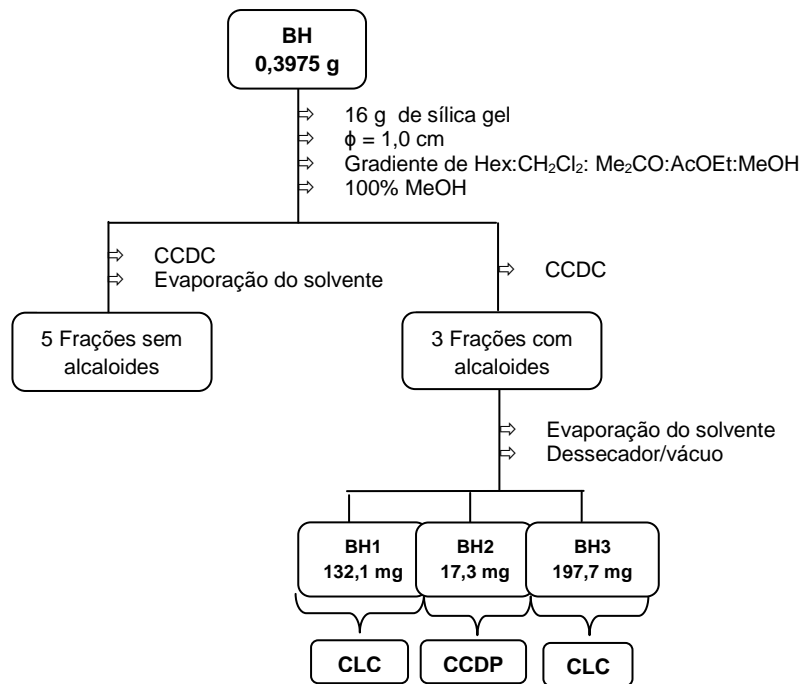 BH
0,3975 g
16 g de sílica gel
ϕ = 1,0 cm
Gradiente de Hex:CH₂Cl₂: Me₂CO:AcOEt:MeOH
100% MeOH
CCDC
Evaporação do solvente
CCDC
5 Frações sem
alcaloides
3 Frações com
alcaloides
Evaporação do solvente
Dessecador/vácuo
BH1
132,1 mg
BH2
17,3 mg
BH3
197,7 mg
CLC
CCDP
CLC